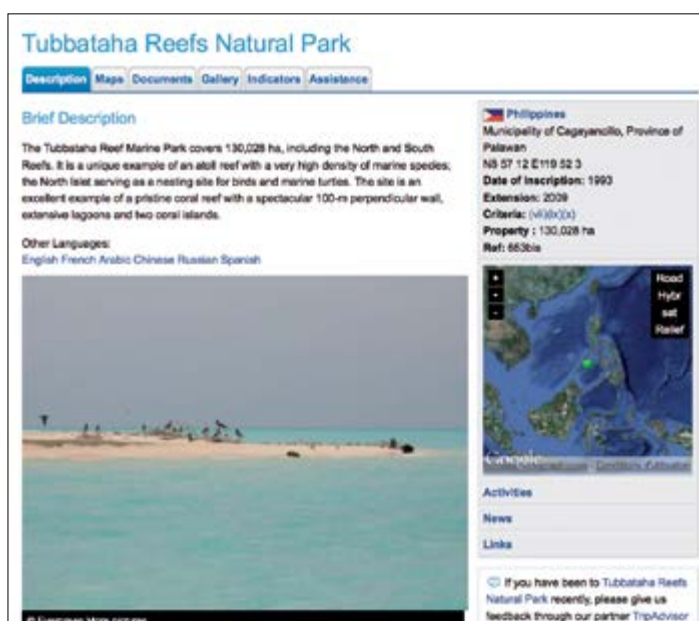 Tubbataha Reefs Natural Park
Description Maps Documents Gallery Indicators Assistance
Brief Description
The Tubbataha Reef Marine Park covers 130,028 ha, including the North and South
Reefs. It is a unique example of an atoll reef with a very high density of marine species;
the North Islet serving as a nesting site for birds and marine turtles. The site is an
excellent example of a pristine coral reef with a spectacular 100-m perpendicular wall,
extensive lagoons and two coral islands.
Other Languages:
English French Arabic Chinese Russian Spanish
Philippines
Municipality of Cagayancillo, Province of
Palawan
N8 57 12 E119 52 3
Date of Inscription: 1993
Extension: 2009
Criteria: (vii)(ix)(x)
Property : 130,028 ha
Ref: 653bis
+
-
Road
Hybr
sat
Relief
Google
Activities
News
Links
If you have been to Tubbataha Reefs
Natural Park recently, please give us
feedback through our partner TripAdvisor